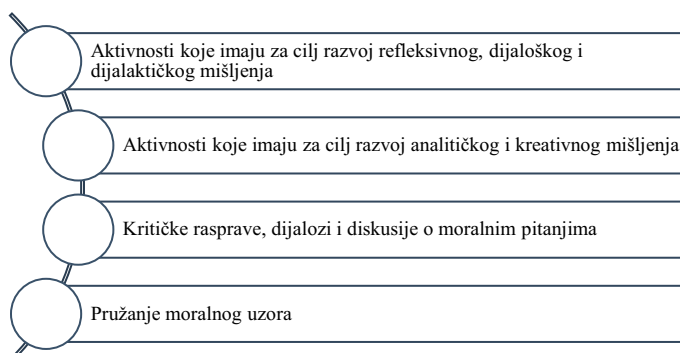 Aktivnosti koje imaju za cilj razvoj refleksivnog, dijaloškog i
dijalaktičkog mišljenja
Aktivnosti koje imaju za cilj razvoj analitičkog i kreativnog mišljenja
Kritičke rasprave, dijalozi i diskusije o moralnim pitanjima
Pružanje moralnog uzora